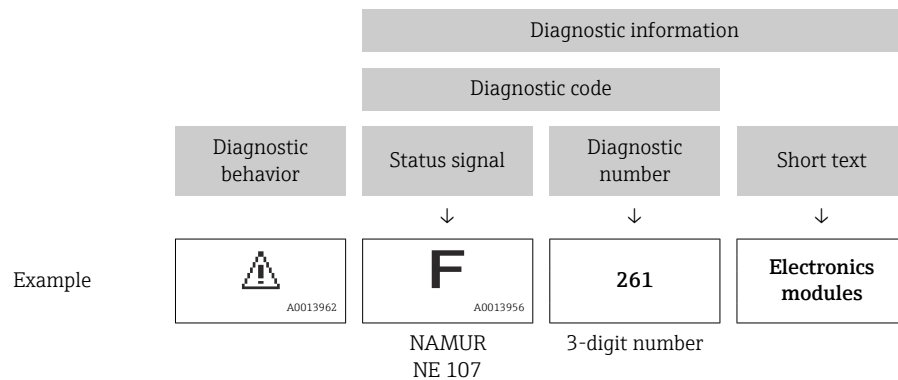 Diagnostic information
Diagnostic code
Diagnostic
behavior
Status signal
Diagnostic
number
Short text
↓ ↓ ↓
Example
A0013962
F
A0013956
261
Electronics
modules
NAMUR
NE 107
3-digit number